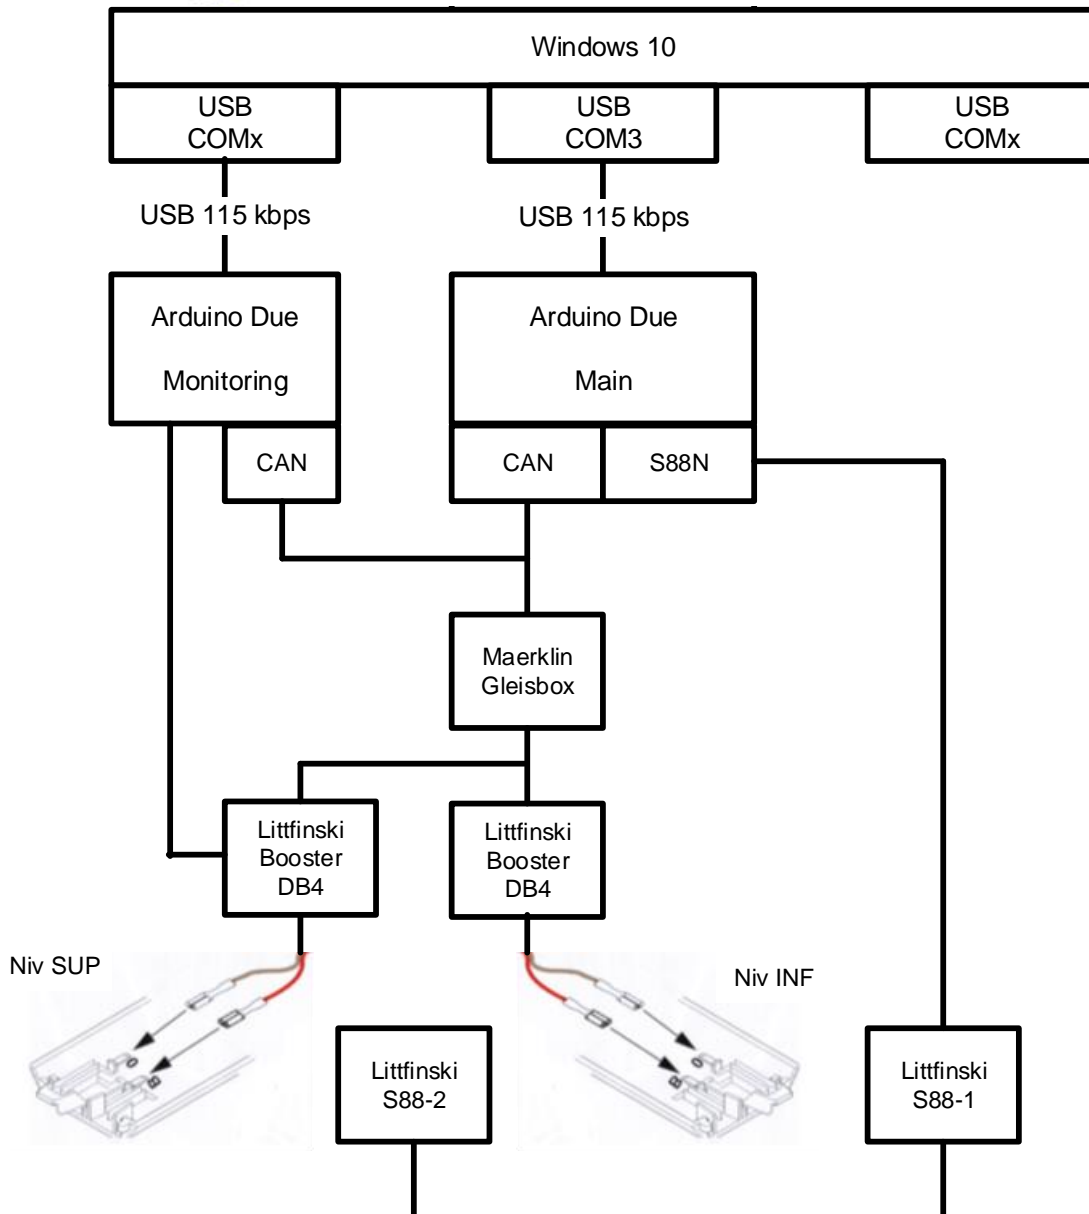 Windows 10
USB
COMx
USB
COM3
USB
COMx
USB 115 kbps
USB 115 kbps
Arduino Due
Monitoring
Arduino Due
Main
CAN
CAN
S88N
Maerklin
Gleisbox
Littfinski
Booster
DB4
Littfinski
Booster
DB4
Niv SUP
Niv INF
0
B
0
B
Littfinski
S88-2
Littfinski
S88-1